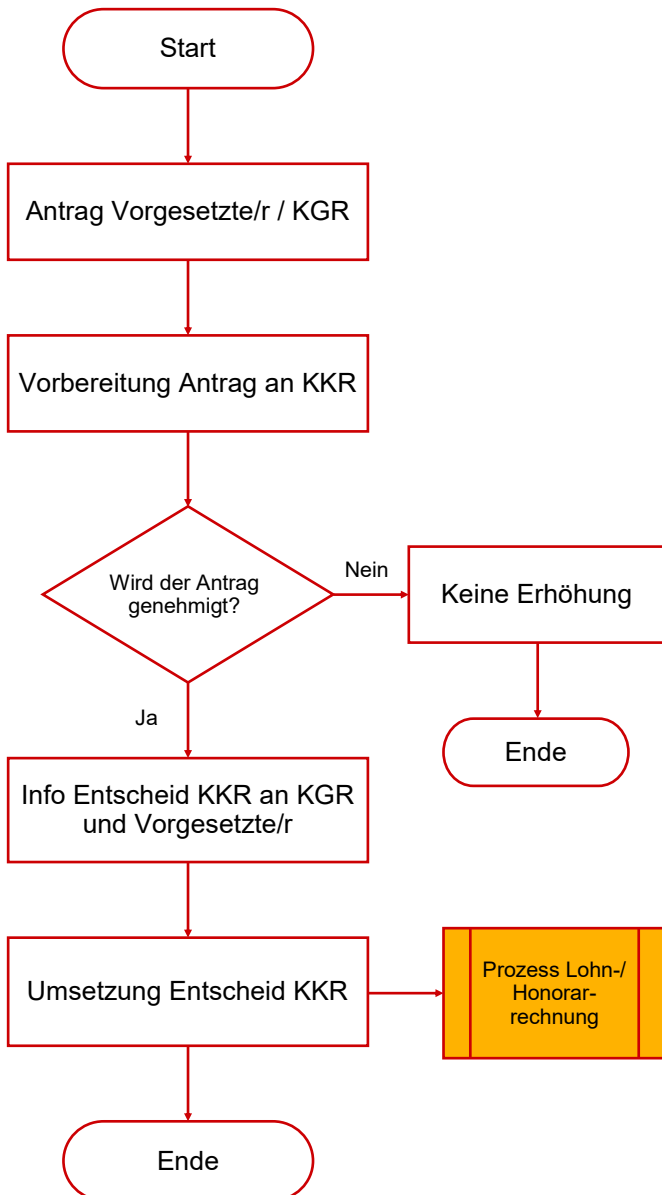 Start
Antrag Vorgesetzte/r / KGR
Vorbereitung Antrag an KKR
Wird der Antrag
genehmigt?
Nein
Keine Erhöhung
Ja
Ende
Info Entscheid KKR an KGR
und Vorgesetzte/r
Umsetzung Entscheid KKR
Prozess Lohn-/
Honorar-
rechnung
Ende